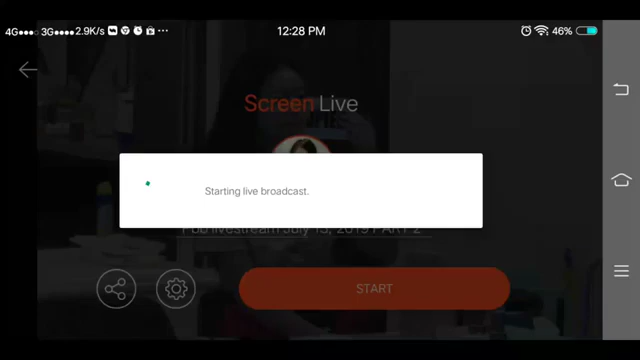 4G 3G 2.9K/s ... 12:28 PM 46%
Screen Live
Starting live broadcast.
Pbb livestream July 13, 2019 PART 2
START